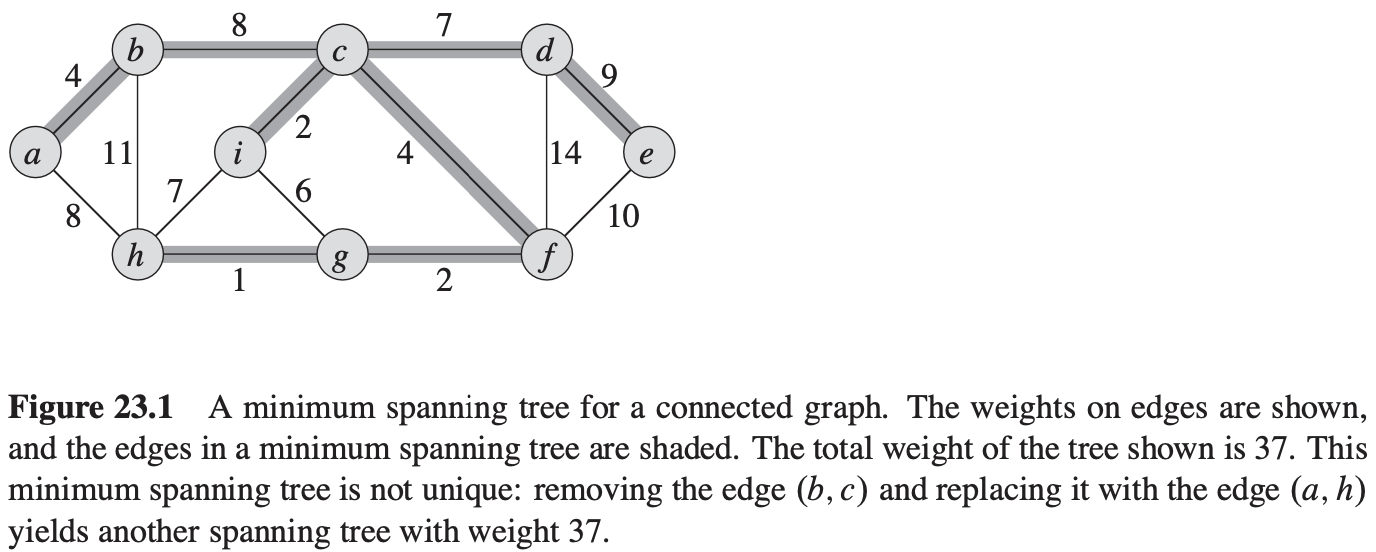 8 7
b c d
4 9
2
a 11 i 4 14 e
7 6
8 10
h g f
1 2
Figure 23.1 A minimum spanning tree for a connected graph. The weights on edges are shown,
and the edges in a minimum spanning tree are shaded. The total weight of the tree shown is 37. This
minimum spanning tree is not unique: removing the edge (b, c) and replacing it with the edge (a, h)
yields another spanning tree with weight 37.